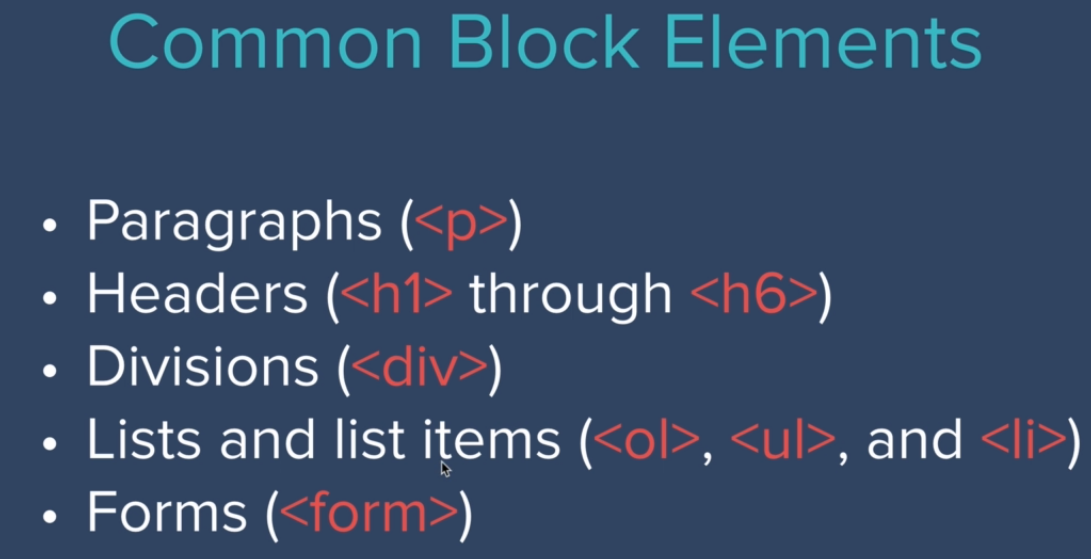 Common Block Elements
• Paragraphs (<p>)
• Headers (<h1> through <h6>)
• Divisions (<div>)
• Lists and list items (<ol>, <ul>, and <li>)
• Forms (<form>)